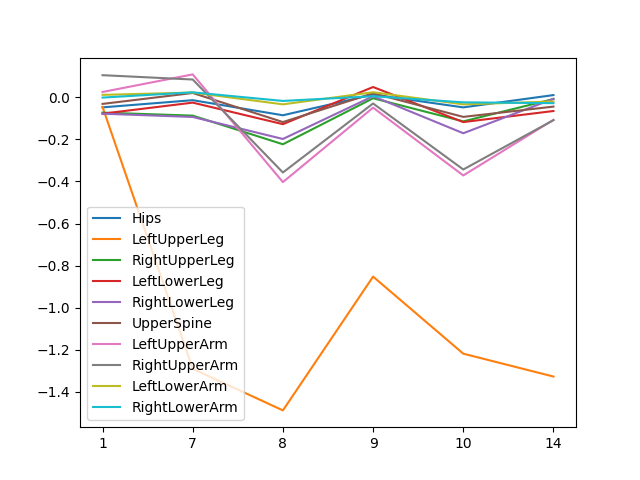 0.0
−0.2
−0.4
−0.6
−0.8
−1.0
−1.2
−1.4
Hips
LeftUpperLeg
RightUpperLeg
LeftLowerLeg
RightLowerLeg
UpperSpine
LeftUpperArm
RightUpperArm
LeftLowerArm
RightLowerArm
1 7 8 9 10 14